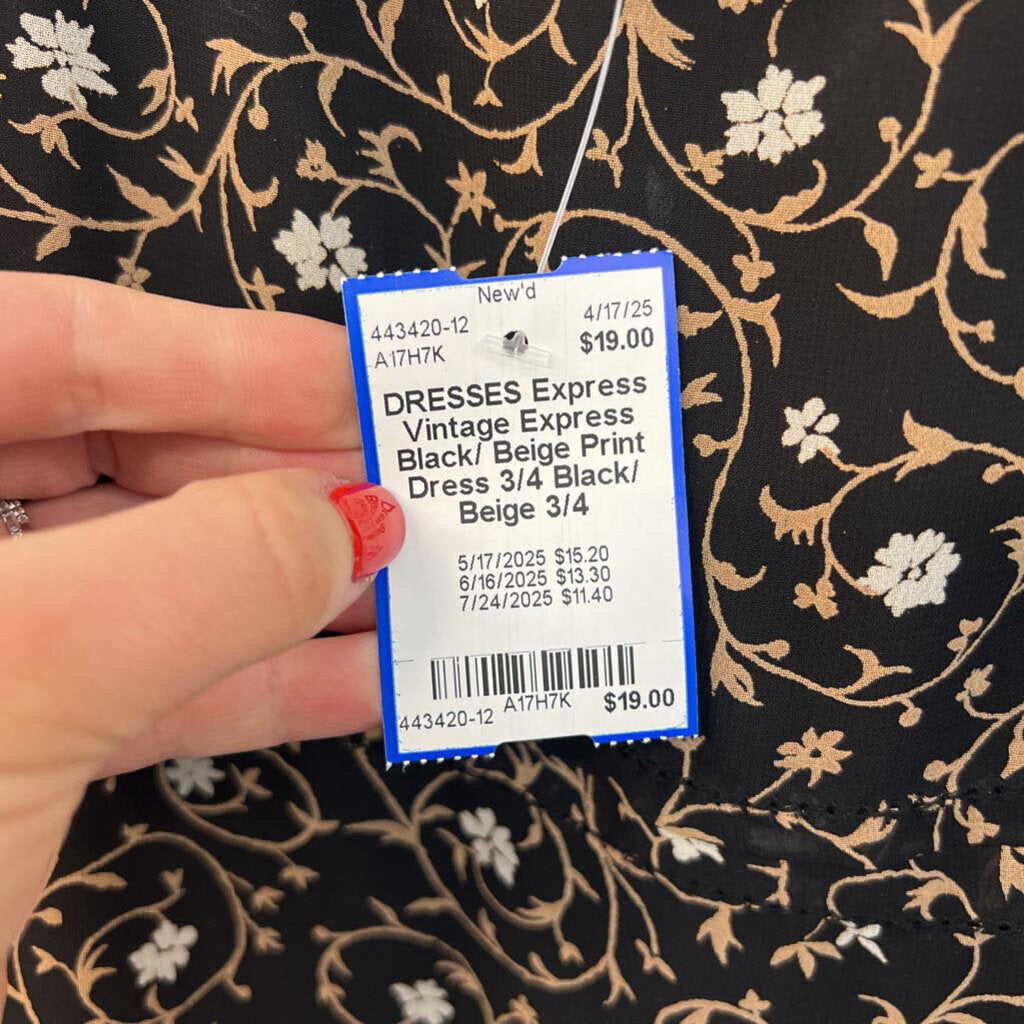 New'd
443420-12 4/17/25
A17H7K $19.00
DRESSES Express
Vintage Express
Black/ Beige Print
Dress 3/4 Black/
Beige 3/4
5/17/2025 $15.20
6/16/2025 $13.30
7/24/2025 $11.40
443420-12 A17H7K $19.00